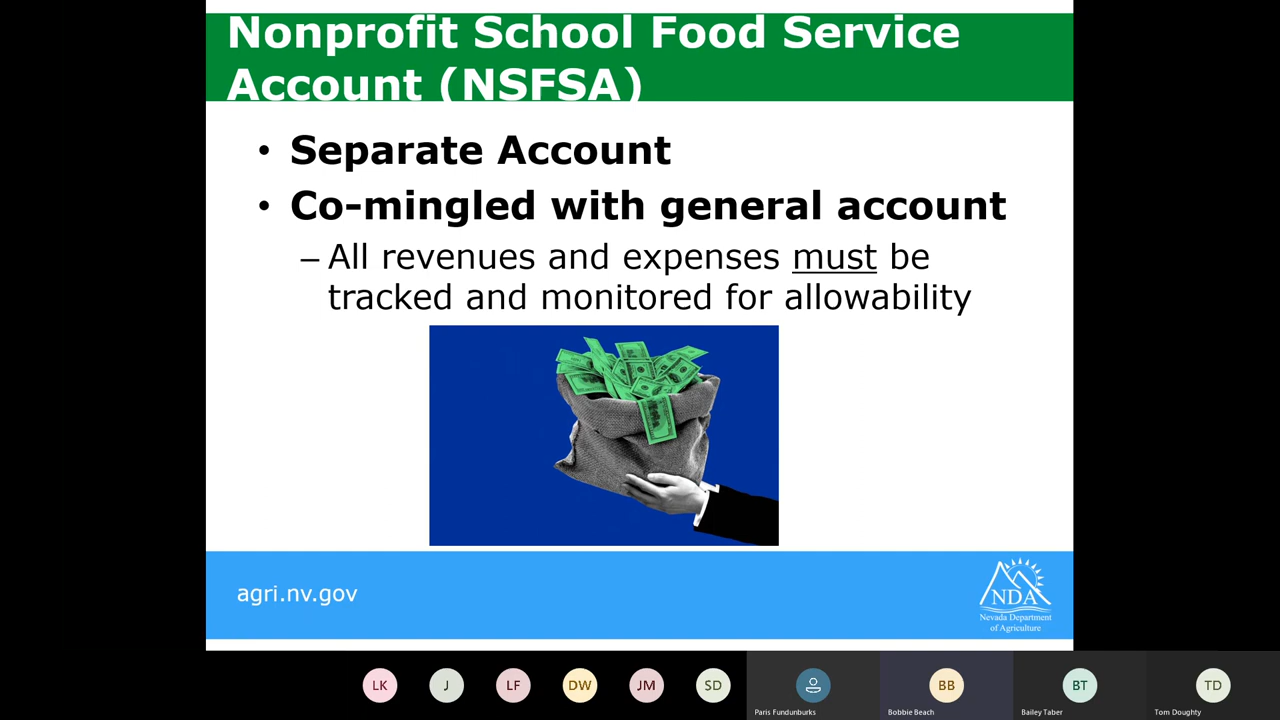 Nonprofit School Food Service
Account (NSFSA)
• Separate Account
• Co-mingled with general account
– All revenues and expenses must be
tracked and monitored for allowability
agri.nv.gov
NDA
Nevada Department
of Agriculture
LK
J
LF
DW
JM
SD
BB
BT
TD
Paris Fundunburks
Bobbie Beach
Bailey Taber
Tom Doughty